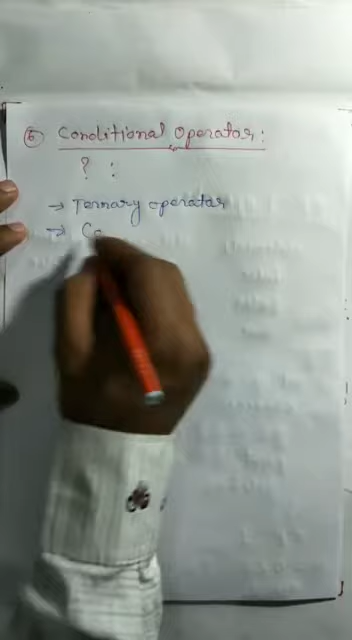 6 Conditional Operator:
? :
→ Ternary operator
→ Co